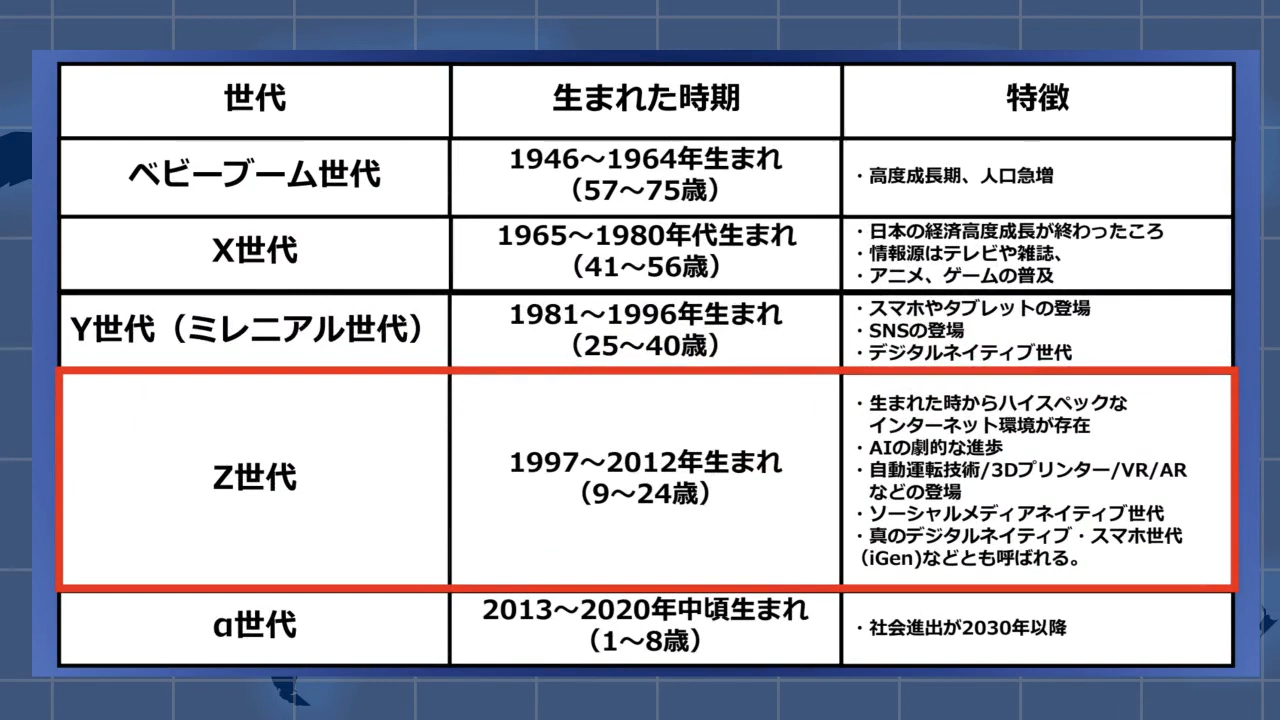 世代
生まれた時期
特徴
ベビーブーム世代
1946～1964年生まれ
（57～75歳）
・高度成長期、人口急増
X世代
1965～1980年代生まれ
（41～56歳）
・日本の経済高度成長が終わったころ
・情報源はテレビや雑誌、
・アニメ、ゲームの普及
Y世代（ミレニアル世代）
1981～1996年生まれ
（25～40歳）
・スマホやタブレットの登場
・SNSの登場
・デジタルネイティブ世代
Z世代
1997～2012年生まれ
（9～24歳）
・生まれた時からハイスペックな
インターネット環境が存在
・AIの劇的な進歩
・自動運転技術/3Dプリンター/VR/AR
などの登場
・ソーシャルメディアネイティブ世代
・真のデジタルネイティブ・スマホ世代
（iGen)などとも呼ばれる。
α世代
2013～2020年中頃生まれ
（1～8歳）
・社会進出が2030年以降